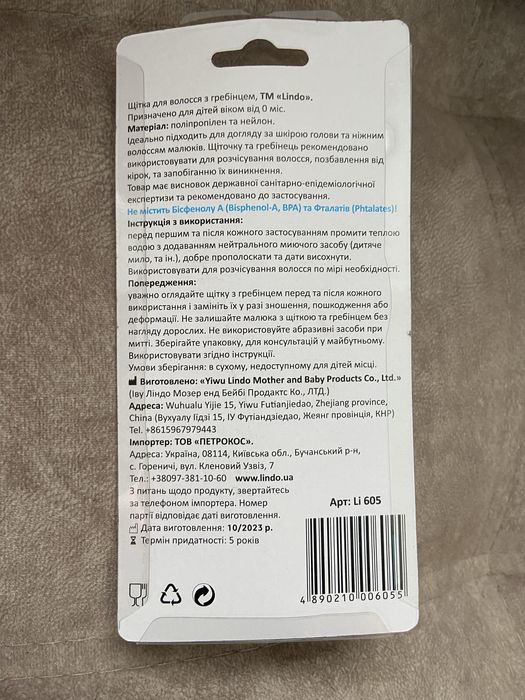 Щітка для волосся з гребінцем, ТМ «Lindo».
Призначено для дітей віком від 0 міс.
Матеріал: поліпропілен та нейлон.
Ідеально підходить для догляду за шкірою голови та ніжним
волоссям малюків. Щіточку та гребінець рекомендовано
використовувати для розчісування волосся, позбавлення від
кірок, та запобіганню їх виникнення.
Товар має висновок державної санітарно-епідеміологічної
експертизи та рекомендовано до застосування.
Не містить Бісфенолу А (Bisphenol-A, BPA) та Фталатів (Phtalates)!
Інструкція з використання:
перед першим та після кожного застосування промити теплою
водою з додаванням нейтрального миючого засобу (дитяче
мило, та ін.), добре прополоскати та дати висохнути.
Використовувати для розчісування волосся по мірі необхідності.
Попередження:
уважно оглядайте щітку з гребінцем перед та після кожного
використання і замініть їх у разі зношення, пошкодження або
деформації. Не залишайте малюка з щіткою та гребінцем без
нагляду дорослих. Не використовуйте абразивні засоби при
митті. Зберігайте упаковку, для консультацій у майбутньому.
Використовувати згідно інструкції.
Умови зберігання: в сухому, недоступному для дітей місці.
Виготовлено: «Yiwu Lindo Mother and Baby Products Co., Ltd.»
(Іву Ліндо Мозер енд Бейбі Продактс Ко., ЛТД.)
Адреса: Wuhualu Yijie 15, Yiwu Futianjiedao, Zhejiang province,
China (Вухуалу Їідзі 15, ІУ Футіандзіедао, Жеянг провінція, КНР)
Tel. +8615967979443
Імпортер: ТОВ «ПЕТРОКОС».
Адреса: Україна, 08114, Київська обл., Бучанський р-н,
с. Гореничі, вул. Кленовий Узвіз, 7
Тел.: +38097-381-10-60 www.lindo.ua
З питань щодо продукту, звертайтесь
за телефоном імпортера. Номер
партії відповідає даті виготовлення.
Арт: Li 605
Дата виготовлення: 10/2023 р.
Термін придатності: 5 років
4 890210 006055